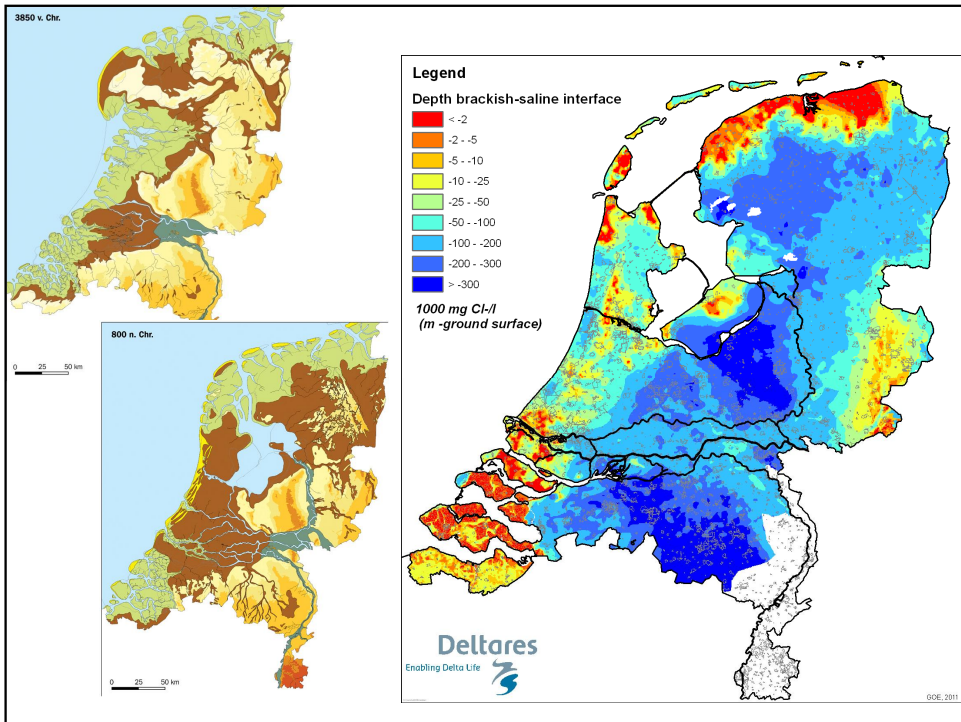 3850 v. Chr.
0 25 50 km
800 n. Chr.
0 25 50 km
Legend
Depth brackish-saline interface
< -2
-2 - -5
-5 - -10
-10 - -25
-25 - -50
-50 - -100
-100 - -200
-200 - -300
> -300
1000 mg Cl-/l
(m -ground surface)
Deltares
Enabling Delta Life
GOE, 2011